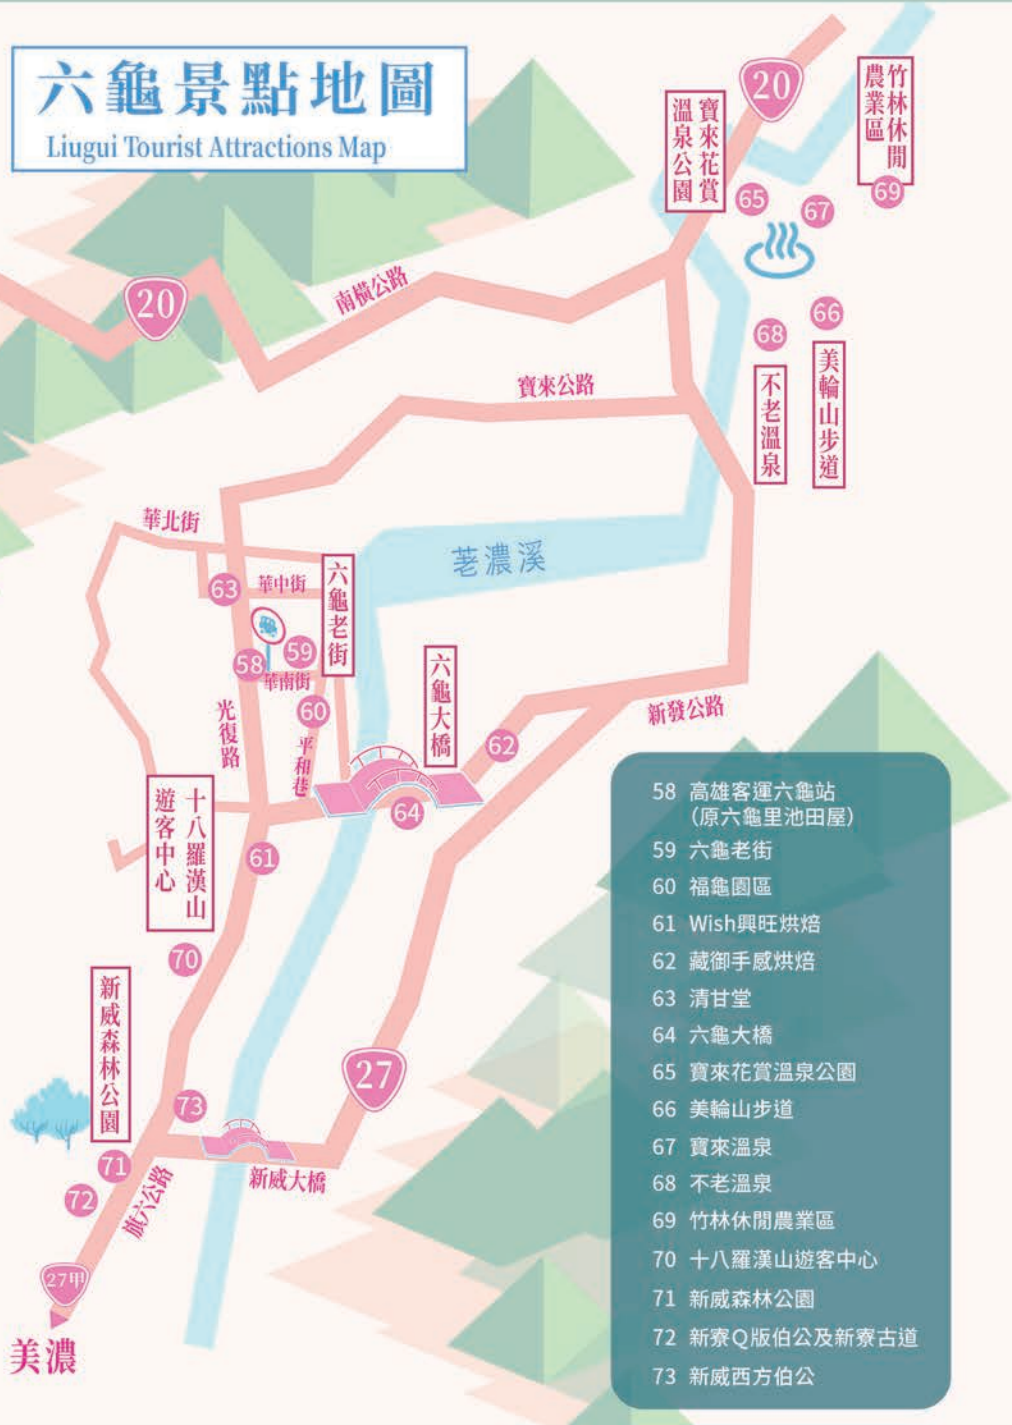 六龜景點地圖
Liugui Tourist Attractions Map
20
竹林休閒
農業區
69
寶來花賞
溫泉公園
65
67
20
南橫公路
66
68
美輪山步道
不老溫泉
寶來公路
華北街
荖濃溪
63
華中街
六龜老街
59
58
華南街
六龜大橋
60
光復路
平和巷
新發公路
62
64
十八羅漢山
遊客中心
61
70
新威森林公園
27
73
71
新威大橋
72
旗六公路
27甲
美濃
58 高雄客運六龜站
(原六龜里池田屋)
59 六龜老街
60 福龜園區
61 Wish興旺烘焙
62 藏御手感烘焙
63 清甘堂
64 六龜大橋
65 寶來花賞溫泉公園
66 美輪山步道
67 寶來溫泉
68 不老溫泉
69 竹林休閒農業區
70 十八羅漢山遊客中心
71 新威森林公園
72 新寮Q版伯公及新寮古道
73 新威西方伯公